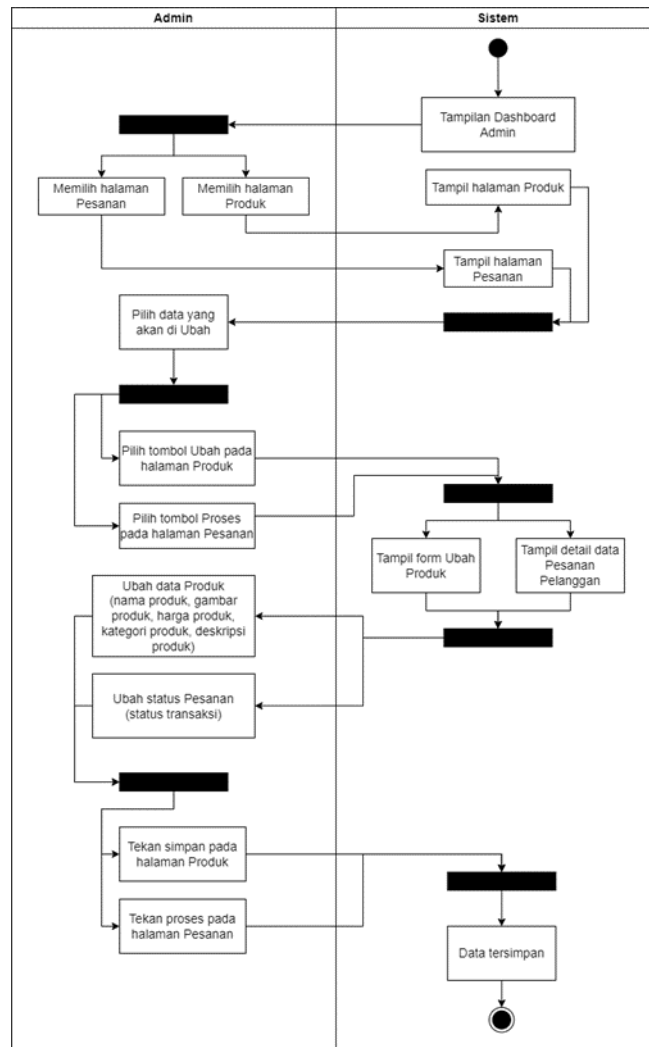 Admin
Sistem
Tampilan Dashboard
Admin
Memilih halaman
Pesanan
Memilih halaman
Produk
Tampil halaman Produk
Tampil halaman
Pesanan
Pilih data yang
akan di Ubah
Pilih tombol Ubah pada
halaman Produk
Pilih tombol Proses
pada halaman Pesanan
Tampil form Ubah
Produk
Tampil detail data
Pesanan
Pelanggan
Ubah data Produk
(nama produk, gambar
produk, harga produk,
kategori produk, deskripsi
produk)
Ubah status Pesanan
(status transaksi)
Tekan simpan pada
halaman Produk
Tekan proses pada
halaman Pesanan
Data tersimpan